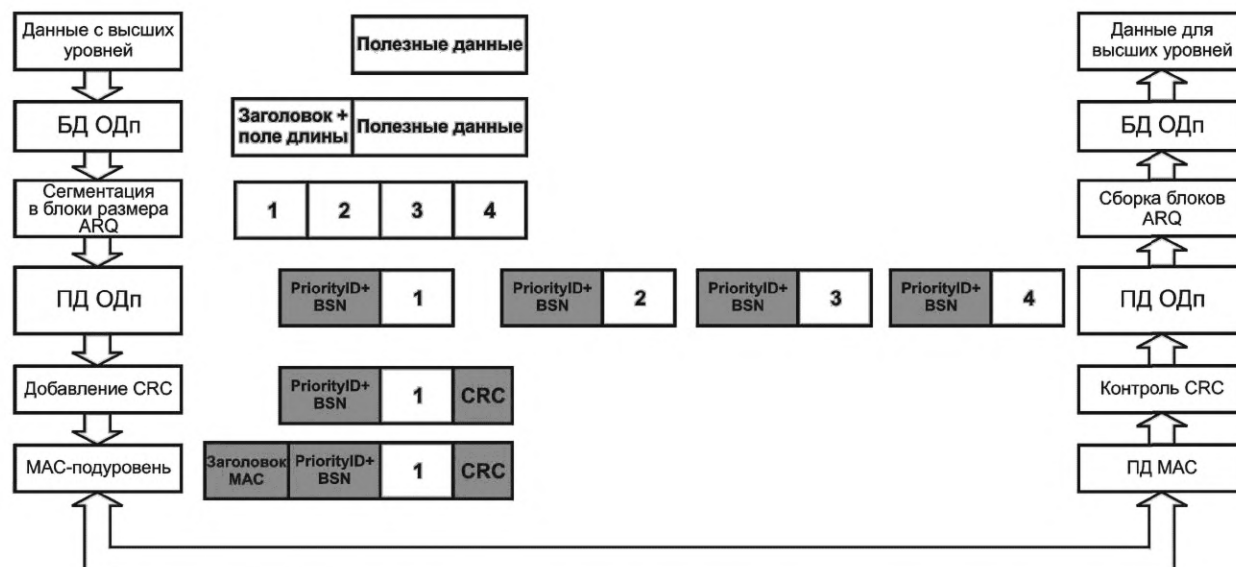 Данные с высших
уровней
Полезные данные
Данные для
высших уровней
БД ОДп
Заголовок +
поле длины
Полезные данные
БД ОДп
Сегментация
в блоки размера
ARQ
1
2
3
4
Сборка блоков
ARQ
ПД ОДп
PriorityID+
BSN
1
PriorityID+
BSN
2
PriorityID+
BSN
3
PriorityID+
BSN
4
ПД ОДп
Добавление CRC
PriorityID+
BSN
1
CRC
Контроль CRC
МАС-подуровень
Заголовок
МАС
PriorityID+
BSN
1
CRC
ПД МАС